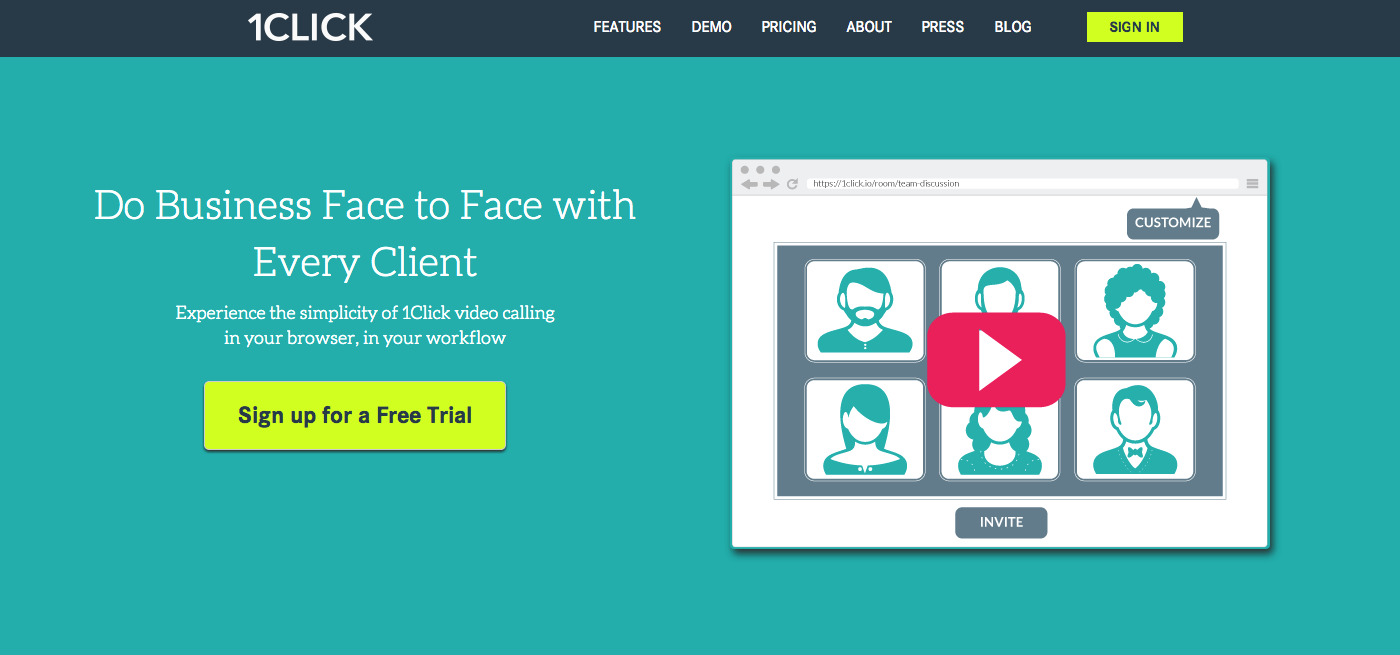 1CLICK
FEATURES DEMO PRICING ABOUT PRESS BLOG SIGN IN
Do Business Face to Face with
Every Client
Experience the simplicity of 1Click video calling
in your browser, in your workflow
Sign up for a Free Trial
https://1click.io/room/team-discussion
CUSTOMIZE
INVITE